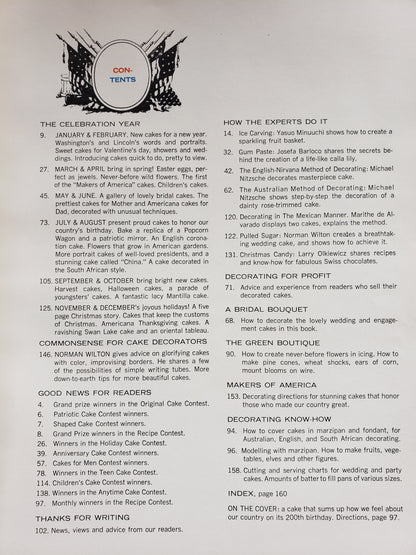 CON-
TENTS
THE CELEBRATION YEAR
9. JANUARY & FEBRUARY. New cakes for a new year.
Washington's and Lincoln's words and portraits.
Sweet cakes for Valentine's day, showers and wed-
dings. Introducing cakes quick to do, pretty to view.
27. MARCH & APRIL bring in spring! Easter eggs, per-
fect as jewels. Never-before wild flowers. The first
of the "Makers of America" cakes. Children's cakes.
45. MAY & JUNE. A gallery of lovely bridal cakes. The
prettiest cakes for Mother and Americana cakes for
Dad, decorated with unusual techniques.
73. JULY & AUGUST present proud cakes to honor our
country's birthday. Bake a replica of a Popcorn
Wagon and a patriotic mirror. An English corona-
tion cake. Flowers that grow in American gardens.
More portrait cakes of well-loved presidents, and a
stunning cake called "China." A cake decorated in
the South African style.
105. SEPTEMBER & OCTOBER bring bright new cakes.
Harvest cakes, Halloween cakes, a parade of
youngsters' cakes. A fantastic lacy Mantilla cake.
125. NOVEMBER & DECEMBER'S joyous holidays! A five
page Christmas story. Cakes that keep the customs
of Christmas. Americana Thanksgiving cakes. A
ravishing Swan Lake cake and an oriental tableau.
COMMONSENSE FOR CAKE DECORATORS
146. NORMAN WILTON gives advice on glorifying cakes
with color, improvising borders. He shares a few
of the possibilities of simple writing tubes. More
down-to-earth tips for more beautiful cakes.
GOOD NEWS FOR READERS
4. Grand prize winners in the Original Cake Contest.
6. Patriotic Cake Contest winners.
7. Shaped Cake Contest winners.
8. Grand Prize winners in the Recipe Contest.
26. Winners in the Holiday Cake Contest.
39. Anniversary Cake Contest winners.
57. Cakes for Men Contest winners.
78. Winners in the Teen Cake Contest.
114. Children's Cake Contest winners.
138. Winners in the Anytime Cake Contest.
97. Monthly winners in the Recipe Contest.
THANKS FOR WRITING
102. News, views and advice from our readers.
HOW THE EXPERTS DO IT
14. Ice Carving: Yasuo Minuuchi shows how to create a
sparkling fruit basket.
32. Gum Paste: Josefa Barloco shares the secrets be-
hind the creation of a life-like calla lily.
42. The English-Nirvana Method of Decorating: Michael
Nitzsche decorates masterpiece cake.
62. The Australian Method of Decorating: Michael
Nitzsche shows step-by-step the decoration of a
dainty rose-trimmed cake.
120. Decorating in The Mexican Manner. Marithe de Al-
varado displays two cakes, explains the method.
122. Pulled Sugar: Norman Wilton creates a breathtak-
ing wedding cake, and shows how to achieve it.
131. Christmas Candy: Larry Olkiewicz shares recipes
and know-how for fabulous Swiss chocolates.
DECORATING FOR PROFIT
71. Advice and experience from readers who sell their
decorated cakes.
A BRIDAL BOUQUET
68. How to decorate the lovely wedding and engage-
ment cakes in this book.
THE GREEN BOUTIQUE
90. How to create never-before flowers in icing. How to
make pine cones, wheat shocks, ears of corn,
mount blooms on wire.
MAKERS OF AMERICA
153. Decorating directions for stunning cakes that honor
those who made our country great.
DECORATING KNOW-HOW
94. How to cover cakes in marzipan and fondant, for
Australian, English, and South African decorating.
96. Modelling with marzipan. How to make fruits, vege-
tables, elves and other figures.
158. Cutting and serving charts for wedding and party
cakes. Amounts of batter to fill pans of various sizes.
INDEX, page 160
ON THE COVER: a cake that sums up how we feel about
our country on its 200th birthday. Directions, page 97.